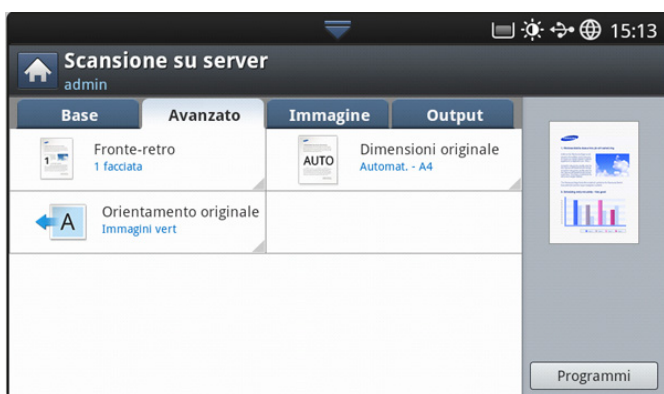 15:13
Scansione su server
admin
Base
Avanzato
Immagine
Output
1
Fronte-retro
1 facciata
AUTO
Dimensioni originale
Automat. - A4
A
Orientamento originale
Immagini vert
Programmi